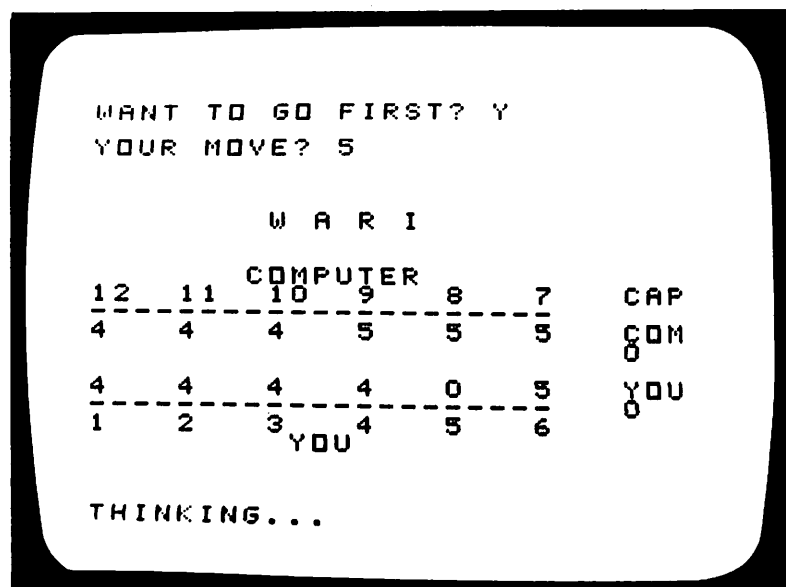 WANT TO GO FIRST? Y
YOUR MOVE? 5
W A R I
COMPUTER
12 11 10 9 8 7 CAP
4 4 4 5 5 5 COM
0
4 4 4 4 0 5 YOU
1 2 3 4 5 6 0
YOU
THINKING...